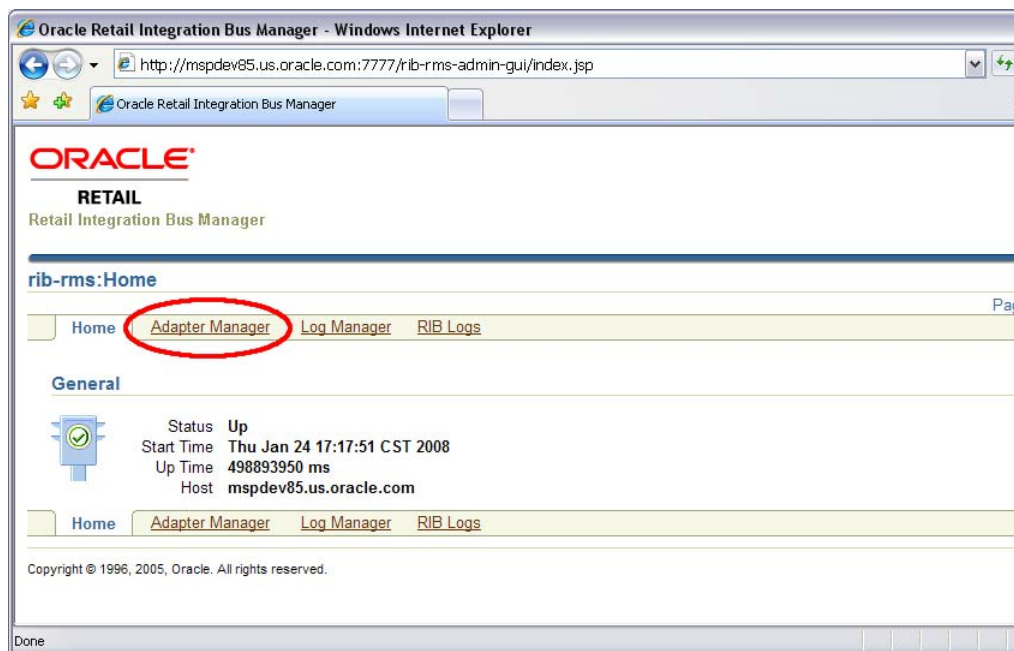 Oracle Retail Integration Bus Manager - Windows Internet Explorer
http://mspdev85.us.oracle.com:7777/rib-rms-admin-gui/index.jsp
Oracle Retail Integration Bus Manager
ORACLE
RETAIL
Retail Integration Bus Manager
rib-rms:Home
Home Adapter Manager Log Manager RIB Logs
General
Status Up
Start Time Thu Jan 24 17:17:51 CST 2008
Up Time 498893950 ms
Host mspdev85.us.oracle.com
Home Adapter Manager Log Manager RIB Logs
Copyright © 1996, 2005, Oracle. All rights reserved.
Done